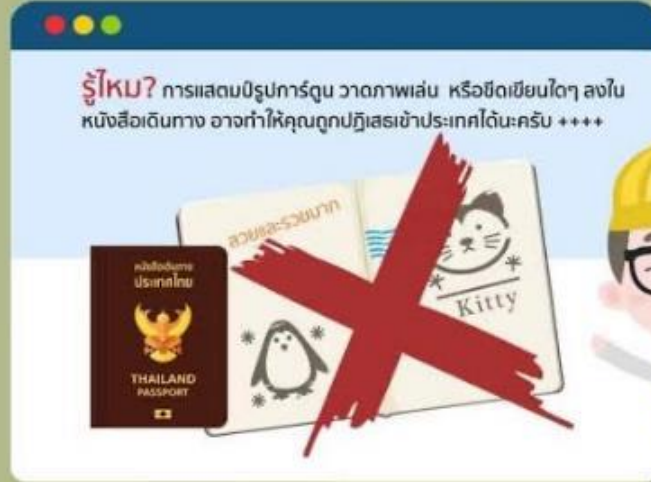 รู้ไหม? การแสตมป์รูปการ์ตูน วาดภาพเล่น หรือขีดเขียนใดๆ ลงใน
หนังสือเดินทาง อาจทำให้คุณถูกปฏิเสธเข้าประเทศได้นะครับ ++++
สวยและรวยมาก
Kitty
หนังสือเดินทาง
ประเทศไทย
THAILAND
PASSPORT